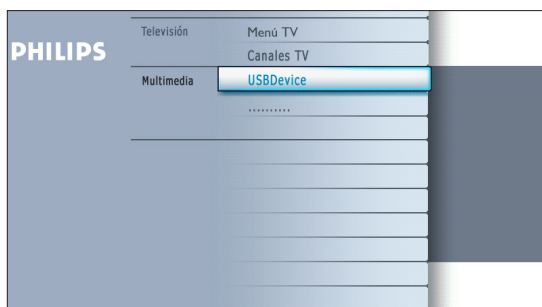 PHILIPS
Televisión
Menú TV
Canales TV
Multimedia
USBDevice
..........